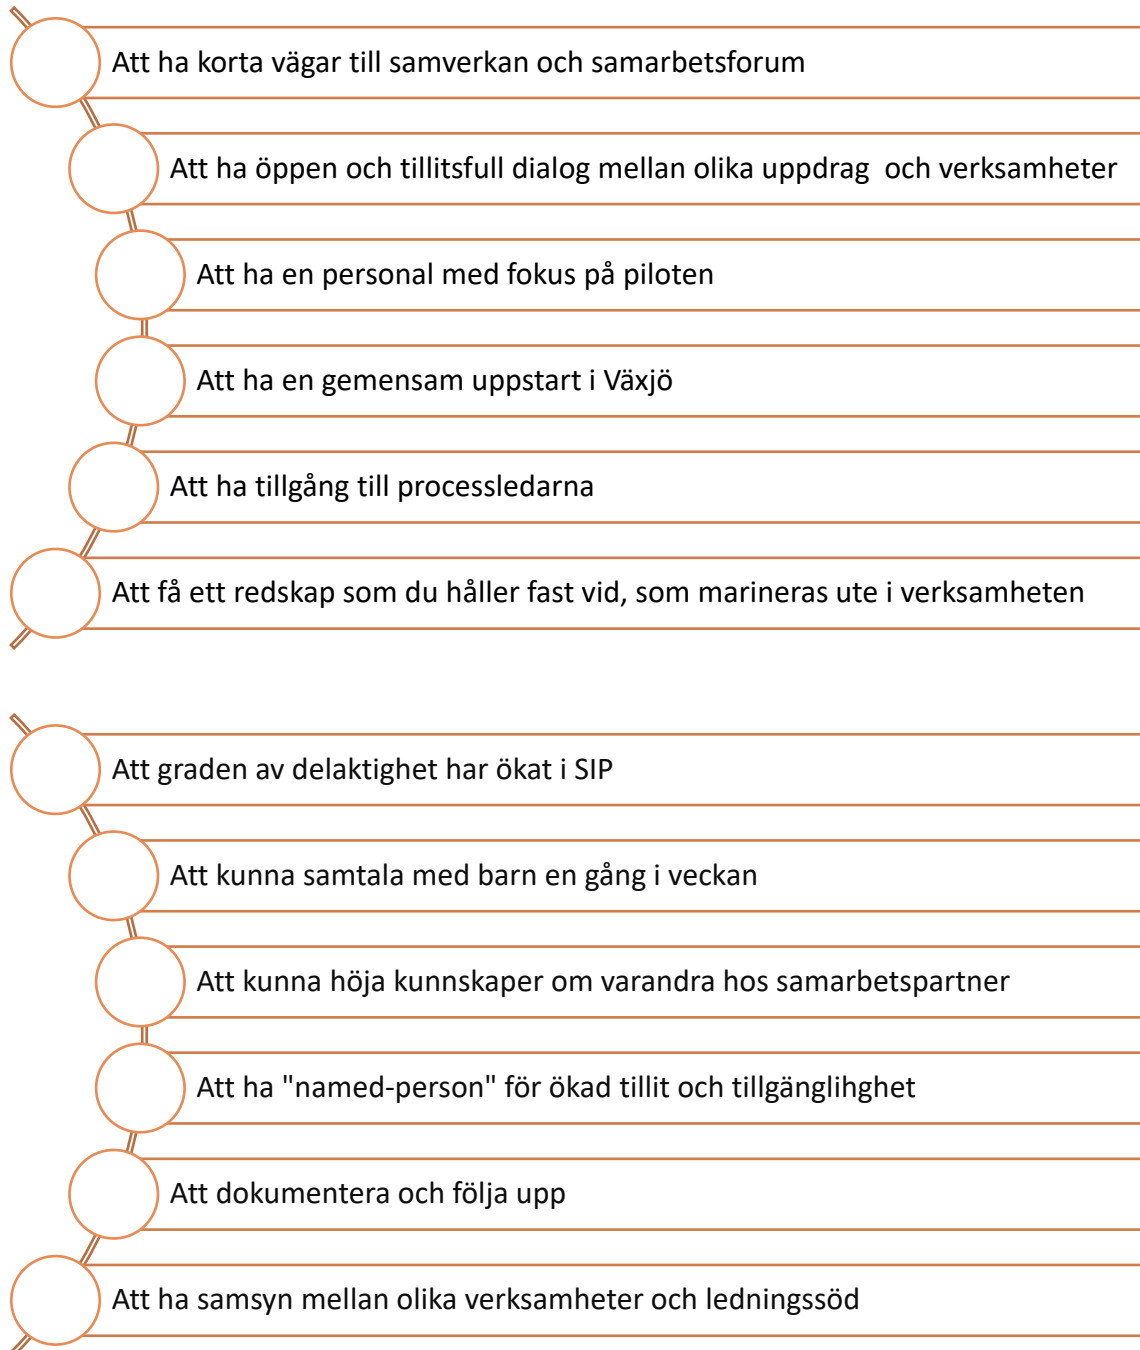 Att ha korta vägar till samverkan och samarbetsforum
Att ha öppen och tillitsfull dialog mellan olika uppdrag  och verksamheter
Att ha en personal med fokus på piloten
Att ha en gemensam uppstart i Växjö
Att ha tillgång till processledarna
Att få ett redskap som du håller fast vid, som marineras ute i verksamheten
Att graden av delaktighet har ökat i SIP
Att kunna samtala med barn en gång i veckan
Att kunna höja kunnskaper om varandra hos samarbetspartner
Att ha "named-person" för ökad tillit och tillgänlihghet
Att dokumentera och följa upp
Att ha samsyn mellan olika verksamheter och ledningssöd